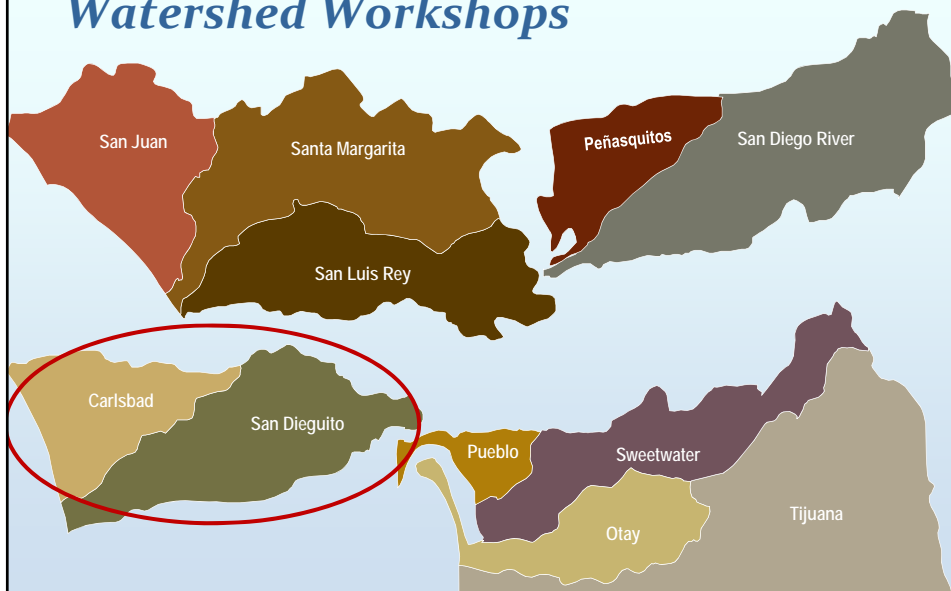 Watershed Workshops
San Juan
Santa Margarita
Peñasquitos
San Diego River
San Luis Rey
Carlsbad
San Dieguito
Pueblo
Sweetwater
Otay
Tijuana